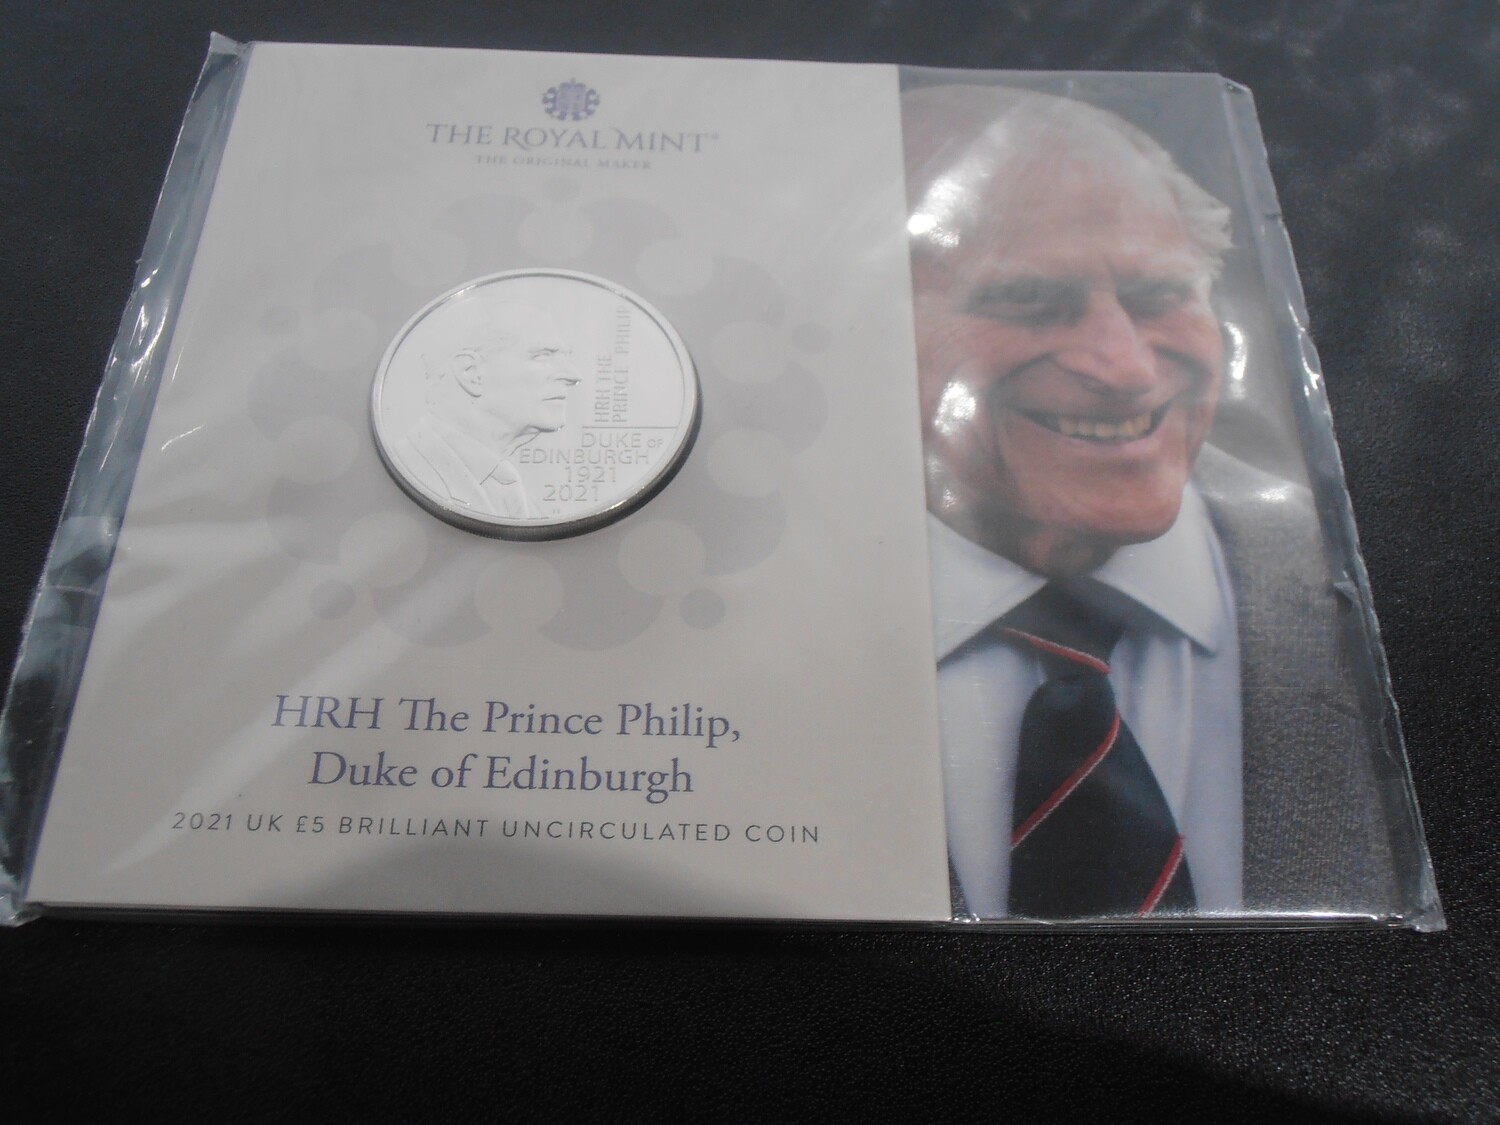 THE ROYAL MINT®
THE ORIGINAL MAKER
HRH THE
PRINCE PHILIP
DUKE OF
EDINBURGH
1921
2021
HRH The Prince Philip,
Duke of Edinburgh
2021 UK £5 BRILLIANT UNCIRCULATED COIN